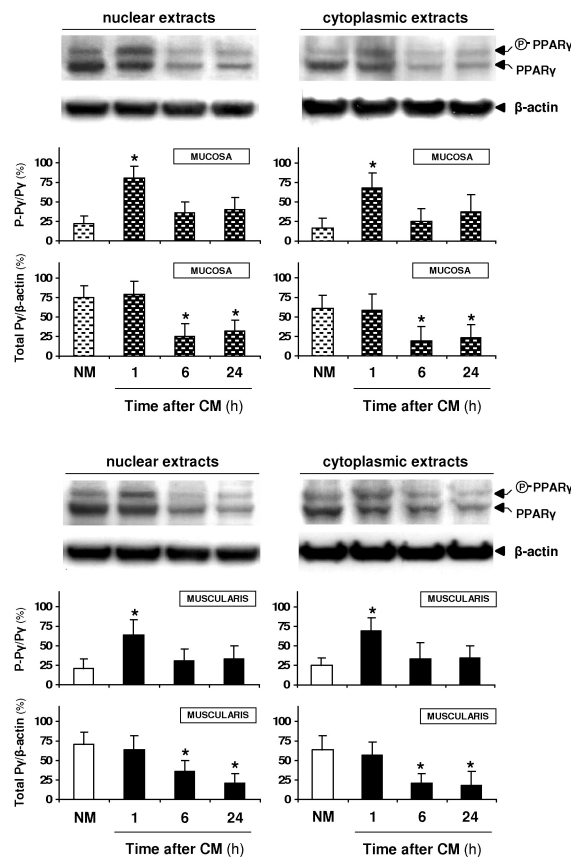 nuclear extracts cytoplasmic extracts
P-PPARγ
PPARγ
β-actin
P-Pγ/Pγ (%)
100
75
50
25
0
*
MUCOSA
100
75
50
25
0
*
MUCOSA
Total Pγ/β-actin (%)
100
75
50
25
0
* *
MUCOSA
100
75
50
25
0
* *
MUCOSA
NM 1 6 24 NM 1 6 24
Time after CM (h) Time after CM (h)
nuclear extracts cytoplasmic extracts
P-PPARγ
PPARγ
β-actin
P-Pγ/Pγ (%)
100
75
50
25
0
*
MUSCULARIS
100
75
50
25
0
*
MUSCULARIS
Total Pγ/β-actin (%)
100
75
50
25
0
* *
MUSCULARIS
100
75
50
25
0
* *
MUSCULARIS
NM 1 6 24 NM 1 6 24
Time after CM (h) Time after CM (h)